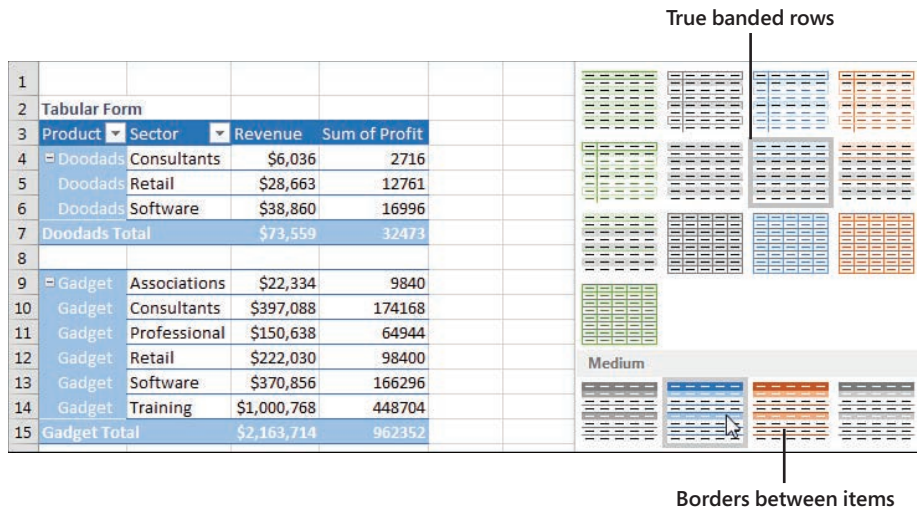 True banded rows
1
2 Tabular Form
3 Product Sector Revenue Sum of Profit
4 Doodads Consultants $6,036 2716
5 Doodads Retail $28,663 12761
6 Doodads Software $38,860 16996
7 Doodads Total $73,559 32473
8
9 Gadget Associations $22,334 9840
10 Gadget Consultants $397,088 174168
11 Gadget Professional $150,638 64944
12 Gadget Retail $222,030 98400
13 Gadget Software $370,856 166296
14 Gadget Training $1,000,768 448704
15 Gadget Total $2,163,714 962352
Medium
Borders between items